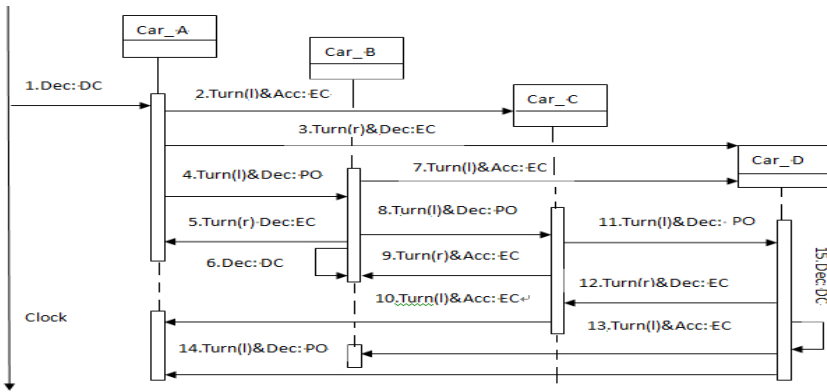 Car_A
Car_B
1.Dec: DC
2.Turn(l)&Acc: EC
Car_C
3.Turn(r)&Dec:EC
7.Turn(l)&Acc: EC
Car_D
4.Turn(l)&Dec: PO
8.Turn(l)&Dec: PO
5.Turn(r) Dec:EC
11.Turn(l)&Dec: PO
9.Turn(r)&Acc: EC
6.Dec: DC
15.Dec:DC
12.Turn(r)&Dec: EC
10.Turn(l)&Acc: EC
Clock
13.Turn(l)&Acc: EC
14.Turn(l)&Dec: PO